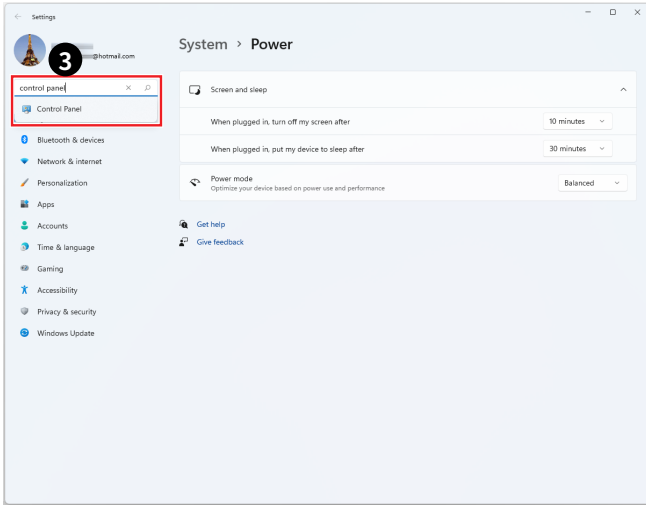 Settings
3
@hotmail.com
System > Power
control panel
Control Panel
Bluetooth & devices
Network & internet
Personalization
Apps
Accounts
Time & language
Gaming
Accessibility
Privacy & security
Windows Update
Screen and sleep
When plugged in, turn off my screen after
10 minutes
When plugged in, put my device to sleep after
30 minutes
Power mode
Optimize your device based on power use and performance
Balanced
Get help
Give feedback